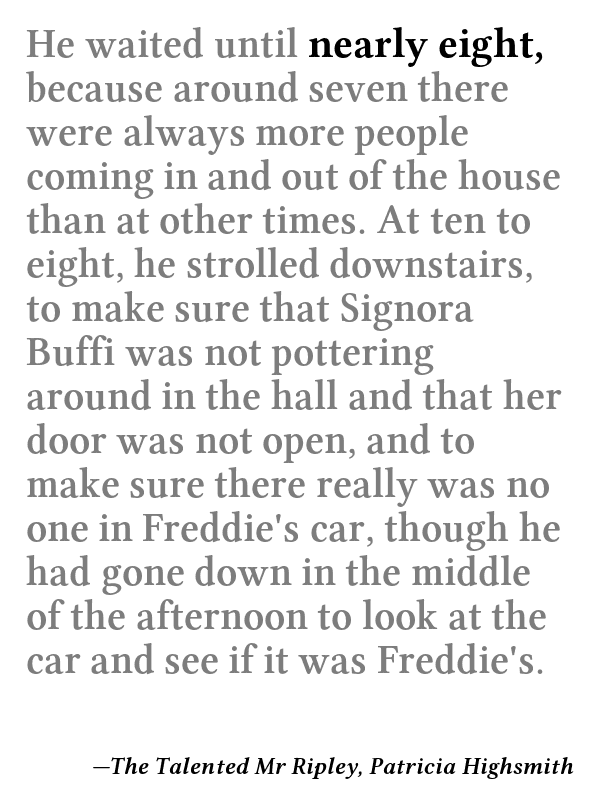 He waited until nearly eight,
because around seven there
were always more people
coming in and out of the house
than at other times. At ten to
eight, he strolled downstairs,
to make sure that Signora
Buffi was not pottering
around in the hall and that her
door was not open, and to
make sure there really was no
one in Freddie's car, though he
had gone down in the middle
of the afternoon to look at the
car and see if it was Freddie's.
—The Talented Mr Ripley, Patricia Highsmith